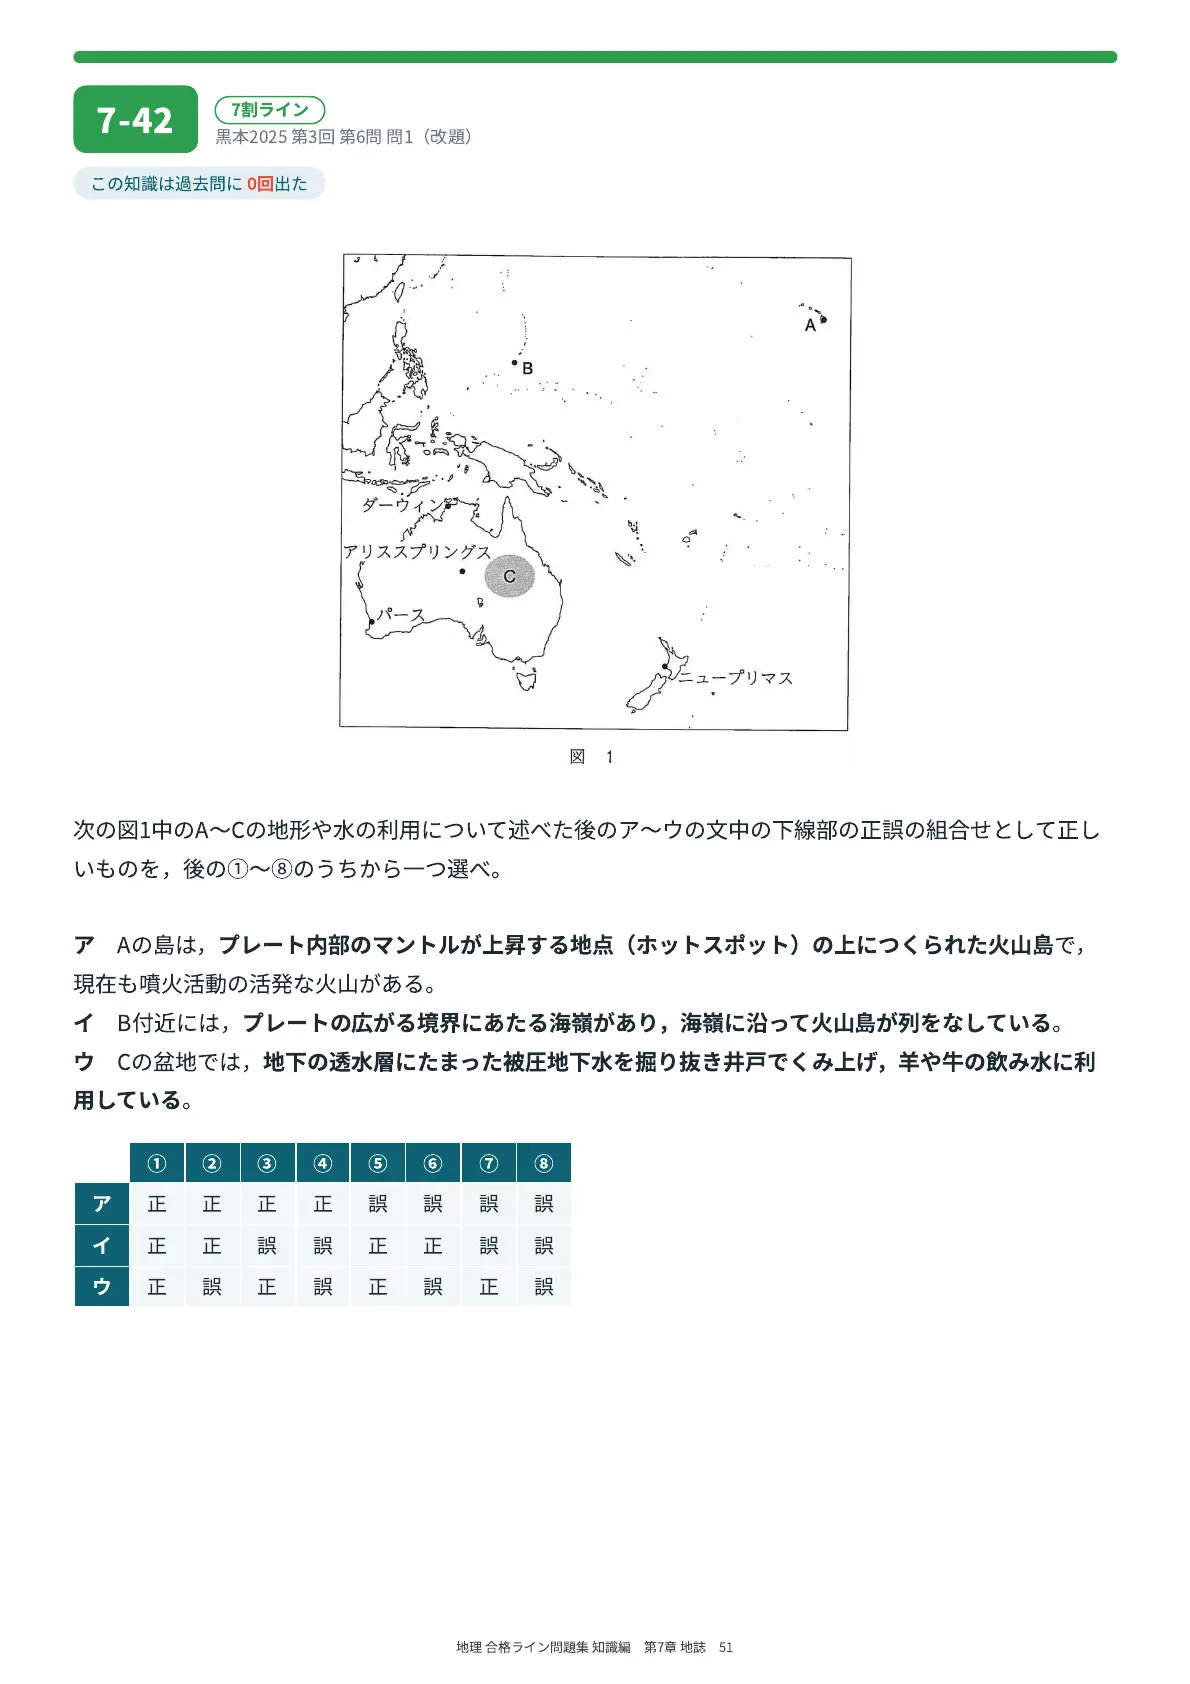 7-42
7割ライン
黒本2025 第3回 第6問 問1（改題）
この知識は過去問に 0回出た
A
B
ダーウィン
アリススプリングス
C
パース
ニュープリマス
図　1
次の図1中のA～Cの地形や水の利用について述べた後のア～ウの文中の下線部の正誤の組合せとして正し
いものを，後の①～⑧のうちから一つ選べ。
ア　Aの島は，プレート内部のマントルが上昇する地点（ホットスポット）の上につくられた火山島で，
現在も噴火活動の活発な火山がある。
イ　B付近には，プレートの広がる境界にあたる海嶺があり，海嶺に沿って火山島が列をなしている。
ウ　Cの盆地では，地下の透水層にたまった被圧地下水を掘り抜き井戸でくみ上げ，羊や牛の飲み水に利
用している。
① ② ③ ④ ⑤ ⑥ ⑦ ⑧
ア 正 正 正 正 誤 誤 誤 誤
イ 正 正 誤 誤 正 正 誤 誤
ウ 正 誤 正 誤 正 誤 正 誤
地理 合格ライン問題集 知識編　第7章 地誌　51